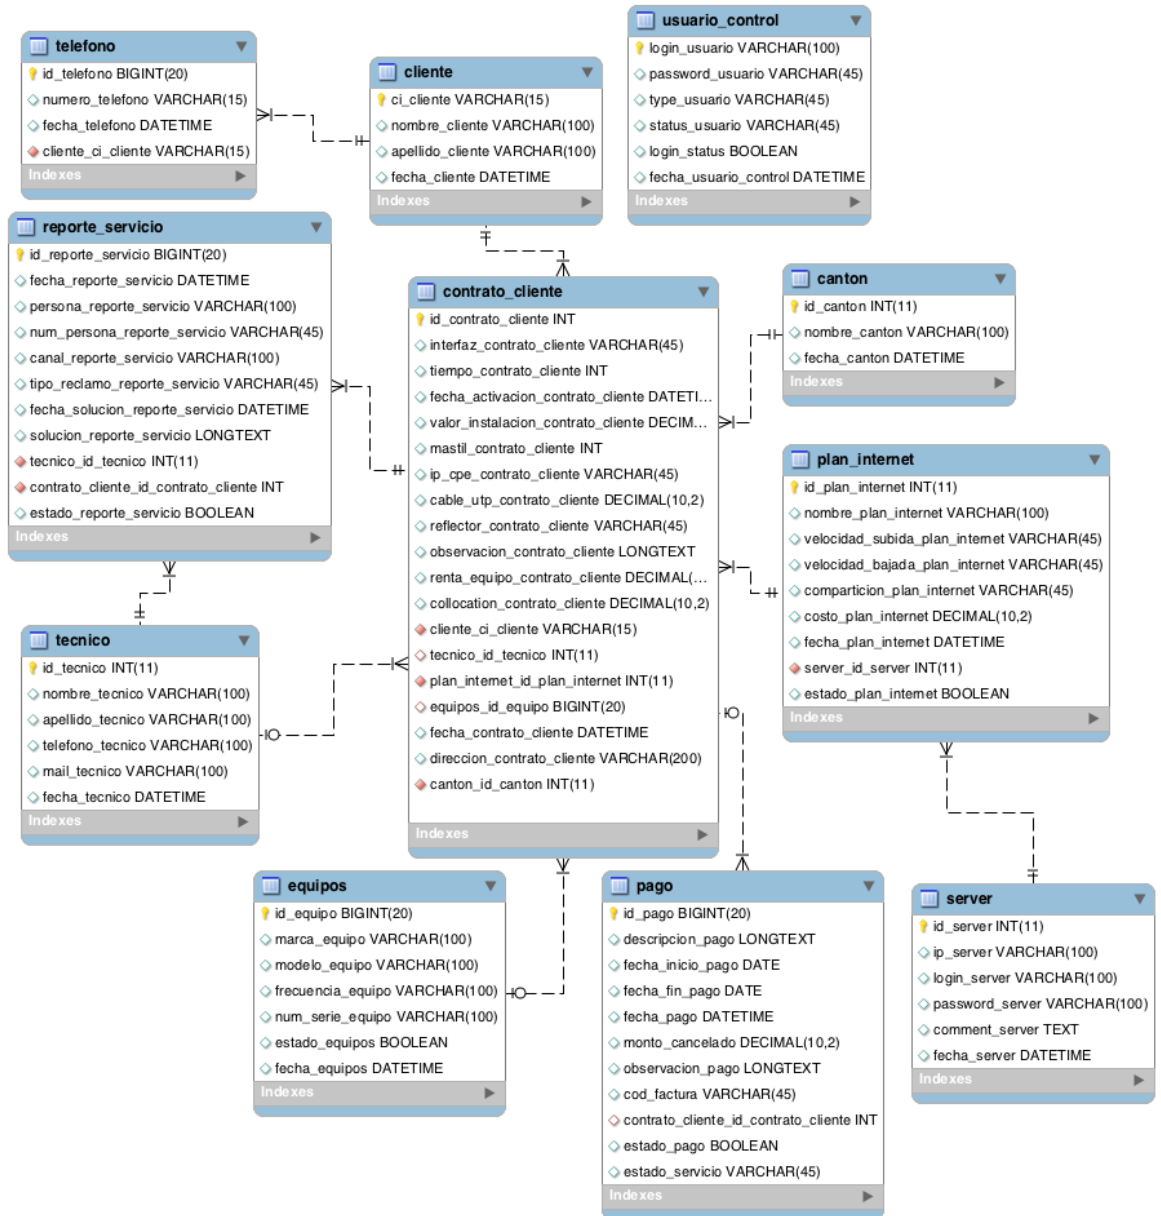 telefono
id_telefono BIGINT(20)
numero_telefono VARCHAR(15)
fecha_telefono DATETIME
cliente_ci_cliente VARCHAR(15)
Indexes
cliente
ci_cliente VARCHAR(15)
nombre_cliente VARCHAR(100)
apellido_cliente VARCHAR(100)
fecha_cliente DATETIME
Indexes
usuario_control
login_usuario VARCHAR(100)
password_usuario VARCHAR(45)
type_usuario VARCHAR(45)
status_usuario VARCHAR(45)
login_status BOOLEAN
fecha_usuario_control DATETIME
Indexes
reporte_servicio
id_reporte_servicio BIGINT(20)
fecha_reporte_servicio DATETIME
persona_reporte_servicio VARCHAR(100)
num_persona_reporte_servicio VARCHAR(45)
canal_reporte_servicio VARCHAR(100)
tipo_reclamo_reporte_servicio VARCHAR(45)
fecha_solucion_reporte_servicio DATETIME
solucion_reporte_servicio LONGTEXT
tecnico_id_tecnico INT(11)
contrato_cliente_id_contrato_cliente INT
estado_reporte_servicio BOOLEAN
Indexes
contrato_cliente
id_contrato_cliente INT
interfaz_contrato_cliente VARCHAR(45)
tiempo_contrato_cliente INT
fecha_activacion_contrato_cliente DATETI...
valor_instalacion_contrato_cliente DECIM...
mastil_contrato_cliente INT
ip_cpe_contrato_cliente VARCHAR(45)
cable_utp_contrato_cliente DECIMAL(10,2)
reflector_contrato_cliente VARCHAR(45)
observacion_contrato_cliente LONGTEXT
renta_equipo_contrato_cliente DECIMAL(...
collocation_contrato_cliente DECIMAL(10,2)
cliente_ci_cliente VARCHAR(15)
tecnico_id_tecnico INT(11)
plan_internet_id_plan_internet INT(11)
equipos_id_equipo BIGINT(20)
fecha_contrato_cliente DATETIME
direccion_contrato_cliente VARCHAR(200)
canton_id_canton INT(11)
Indexes
canton
id_canton INT(11)
nombre_canton VARCHAR(100)
fecha_canton DATETIME
Indexes
plan_internet
id_plan_internet INT(11)
nombre_plan_internet VARCHAR(100)
velocidad_subida_plan_internet VARCHAR(45)
velocidad_bajada_plan_internet VARCHAR(45)
comparticion_plan_internet VARCHAR(45)
costo_plan_internet DECIMAL(10,2)
fecha_plan_internet DATETIME
server_id_server INT(11)
estado_plan_internet BOOLEAN
Indexes
tecnico
id_tecnico INT(11)
nombre_tecnico VARCHAR(100)
apellido_tecnico VARCHAR(100)
telefono_tecnico VARCHAR(100)
mail_tecnico VARCHAR(100)
fecha_tecnico DATETIME
Indexes
equipos
id_equipo BIGINT(20)
marca_equipo VARCHAR(100)
modelo_equipo VARCHAR(100)
frecuencia_equipo VARCHAR(100)
num_serie_equipo VARCHAR(100)
estado_equipos BOOLEAN
fecha_equipos DATETIME
Indexes
pago
id_pago BIGINT(20)
descripcion_pago LONGTEXT
fecha_inicio_pago DATE
fecha_fin_pago DATE
fecha_pago DATETIME
monto_cancelado DECIMAL(10,2)
observacion_pago LONGTEXT
cod_factura VARCHAR(45)
contrato_cliente_id_contrato_cliente INT
estado_pago BOOLEAN
estado_servicio VARCHAR(45)
Indexes
server
id_server INT(11)
ip_server VARCHAR(100)
login_server VARCHAR(100)
password_server VARCHAR(100)
comment_server TEXT
fecha_server DATETIME
Indexes